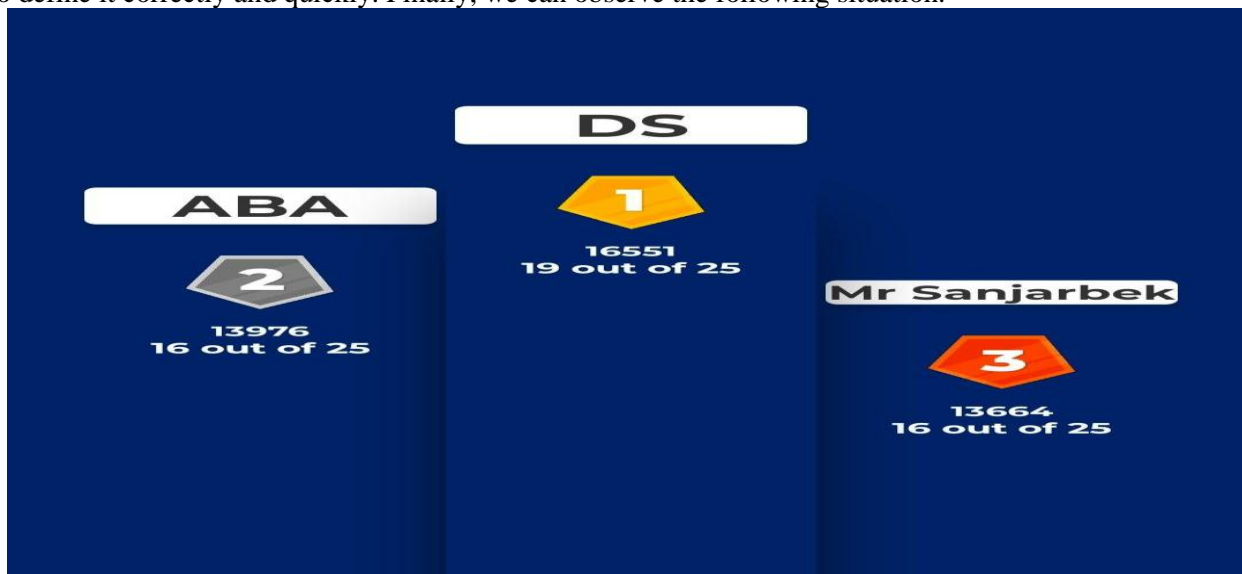 o define it correctly and quickly. Finally, we can observe the following situation.
DS
1
16551
19 out of 25
ABA
2
13976
16 out of 25
Mr Sanjarbek
3
13664
16 out of 25